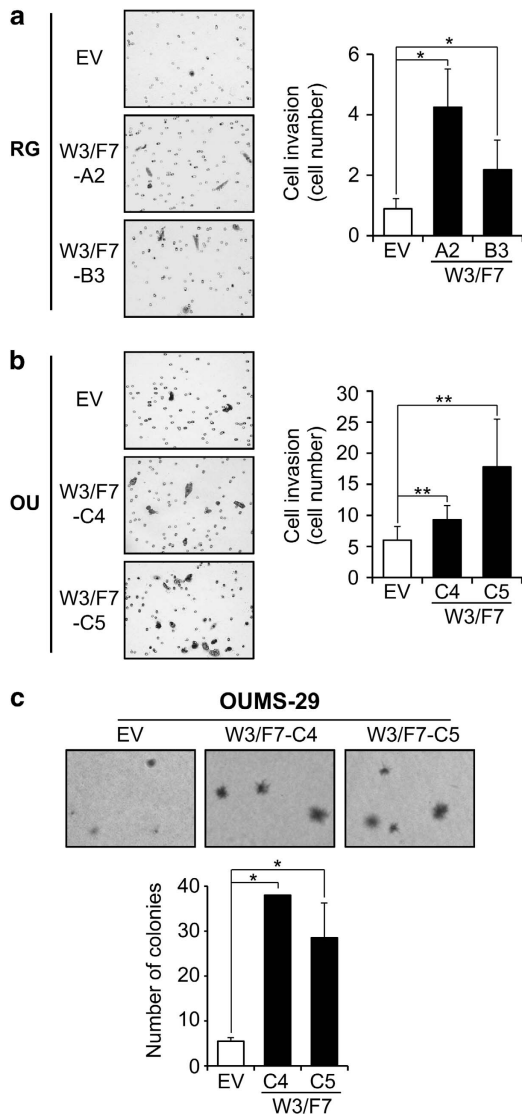 a
RG
EV
W3/F7
-A2
W3/F7
-B3
Cell invasion
(cell number)
6
4
2
0
*
*
EV
A2
B3
W3/F7
b
OU
EV
W3/F7
-C4
W3/F7
-C5
Cell invasion
(cell number)
30
25
20
15
10
5
0
**
**
EV
C4
C5
W3/F7
c
OUMS-29
EV
W3/F7-C4
W3/F7-C5
Number of colonies
40
30
20
10
0
*
*
EV
C4
C5
W3/F7